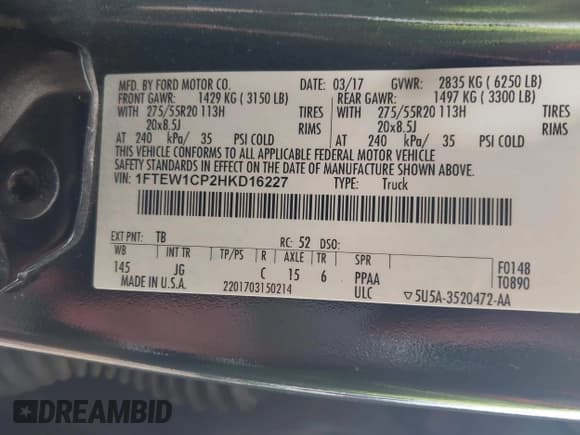 MFD. BY FORD MOTOR CO. DATE: 03/17 GVWR: 2835 KG ( 6250 LB)
FRONT GAWR: 1429 KG ( 3150 LB) REAR GAWR: 1497 KG ( 3300 LB)
WITH 275/55R20 113H TIRES WITH 275/55R20 113H TIRES
20x8.5J RIMS 20x8.5J RIMS
AT 240 kPa/ 35 PSI COLD AT 240 kPa/ 35 PSI COLD
THIS VEHICLE CONFORMS TO ALL APPLICABLE FEDERAL MOTOR VEHICLE
SAFETY STANDARDS IN EFFECT ON THE DATE OF MANUFACTURE SHOWN ABOVE.
VIN: 1FTEW1CP2HKD16227 TYPE: Truck
EXT PNT: TB RC: 52 DSO:
WB INT TR TP/PS R AXLE TR SPR F0148
145 JG C 15 6 PPAA T0890
MADE IN U.S.A. 2201703150214 ULC ▽5U5A-3520472-AA
DREAMBID